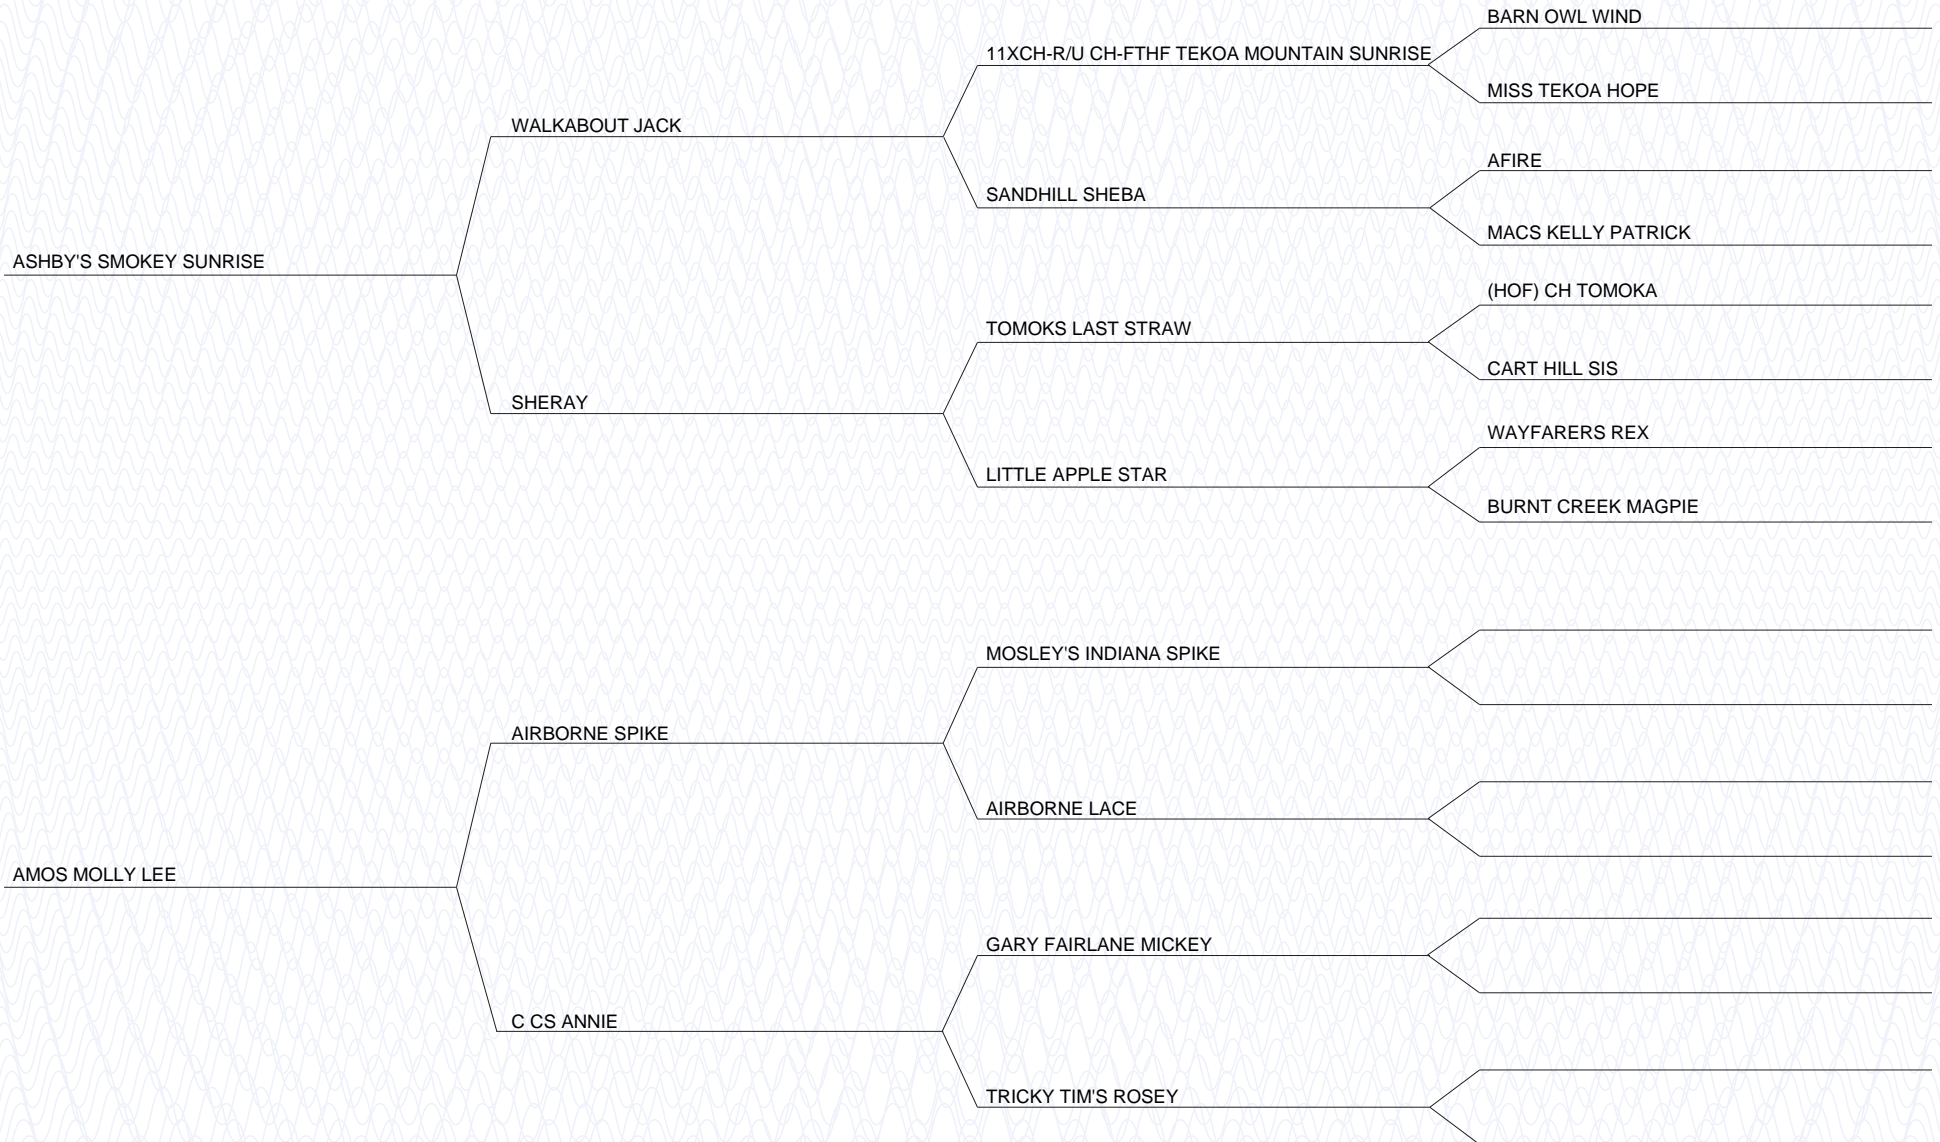 BARN OWL WIND
11XCH-R/U CH-FTHF TEKOA MOUNTAIN SUNRISE
MISS TEKOA HOPE
WALKABOUT JACK
AFIRE
SANDHILL SHEBA
MACS KELLY PATRICK
ASHBY'S SMOKEY SUNRISE
(HOF) CH TOMOKA
TOMOKS LAST STRAW
CART HILL SIS
SHERAY
WAYFARERS REX
LITTLE APPLE STAR
BURNT CREEK MAGPIE
MOSLEY'S INDIANA SPIKE
AIRBORNE SPIKE
AIRBORNE LACE
AMOS MOLLY LEE
GARY FAIRLANE MICKEY
C CS ANNIE
TRICKY TIM'S ROSEY